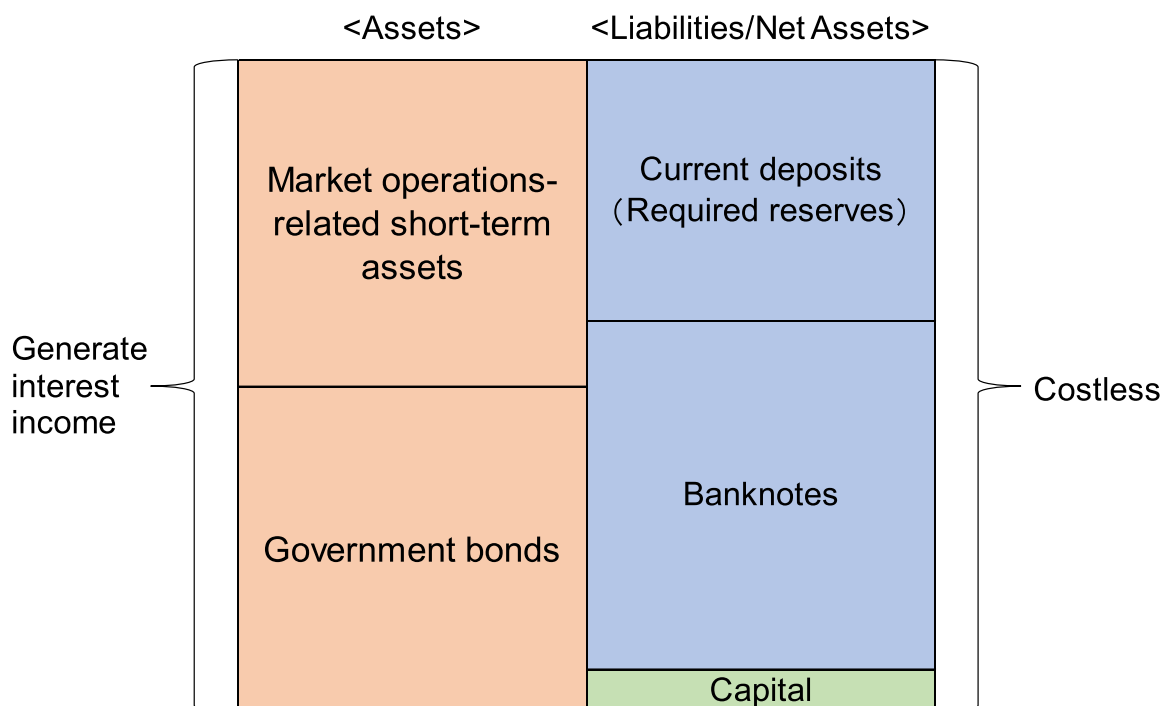 <Assets>
<Liabilities/Net Assets>
Market operations-
related short-term
assets
Government bonds
Current deposits
（Required reserves）
Banknotes
Capital
Generate
interest
income
Costless